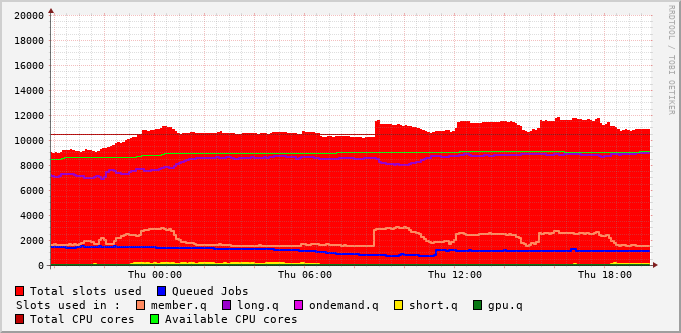 RRDTOOL / TOBI OETIKER
20000
18000
16000
14000
12000
10000
8000
6000
4000
2000
0
Thu 00:00 Thu 06:00 Thu 12:00 Thu 18:00
Total slots used Queued Jobs
Slots used in : member.q long.q ondemand.q short.q gpu.q
Total CPU cores Available CPU cores